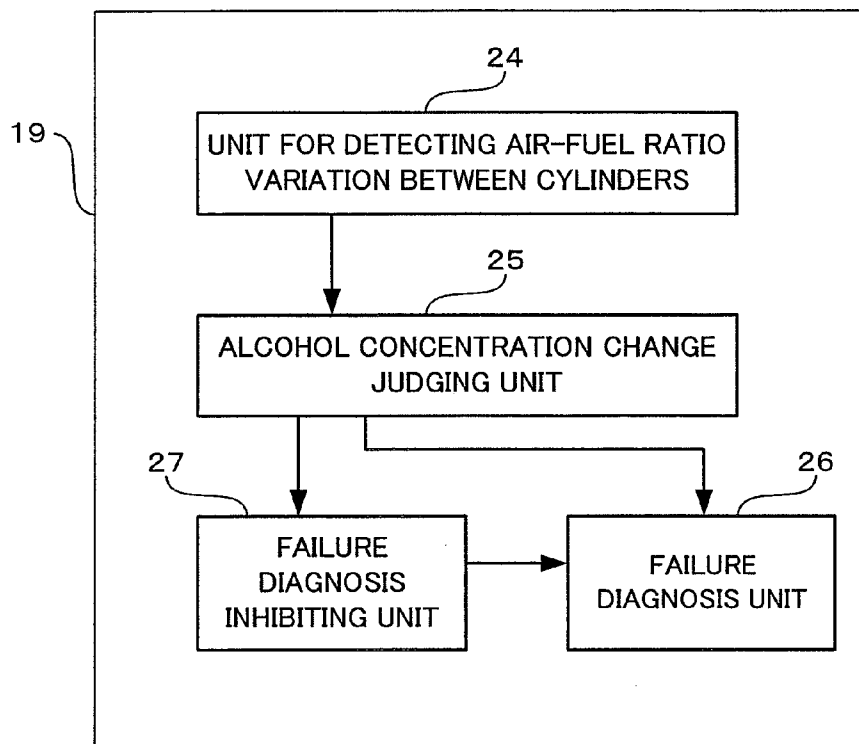 24
19
UNIT FOR DETECTING AIR-FUEL RATIO
VARIATION BETWEEN CYLINDERS
25
ALCOHOL CONCENTRATION CHANGE
JUDGING UNIT
27
26
FAILURE
DIAGNOSIS
INHIBITING UNIT
FAILURE
DIAGNOSIS UNIT